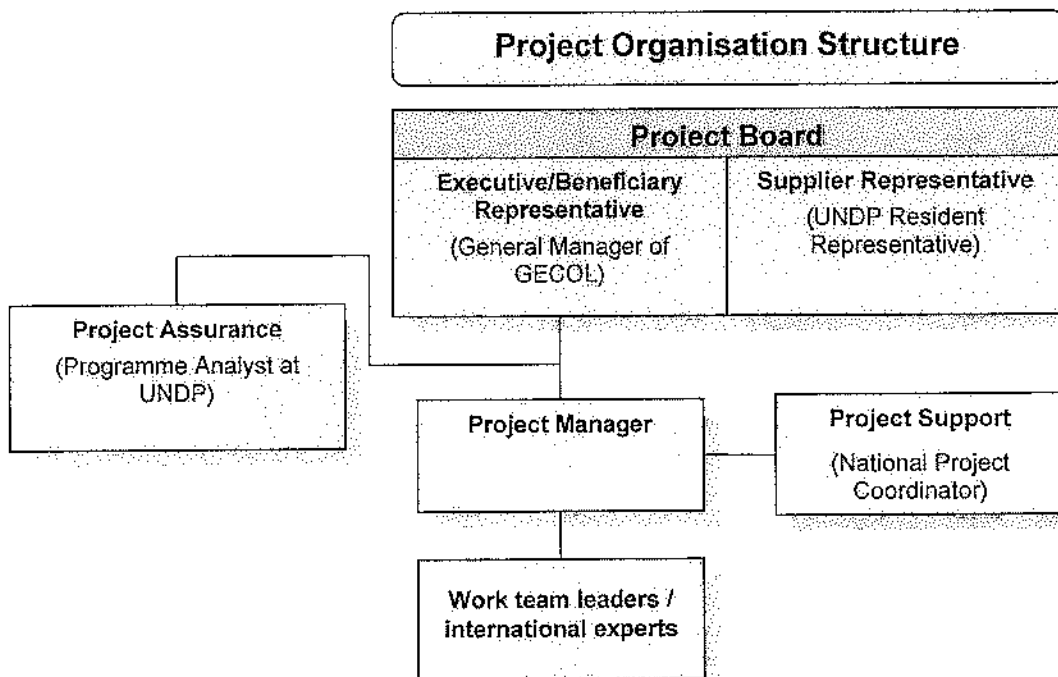 Project Organisation Structure
Project Board
Executive/Beneficiary
Representative
(General Manager of
GECOL)
Supplier Representative
(UNDP Resident
Representative)
Project Assurance
(Programme Analyst at
UNDP)
Project Manager
Project Support
(National Project
Coordinator)
Work team leaders /
international experts